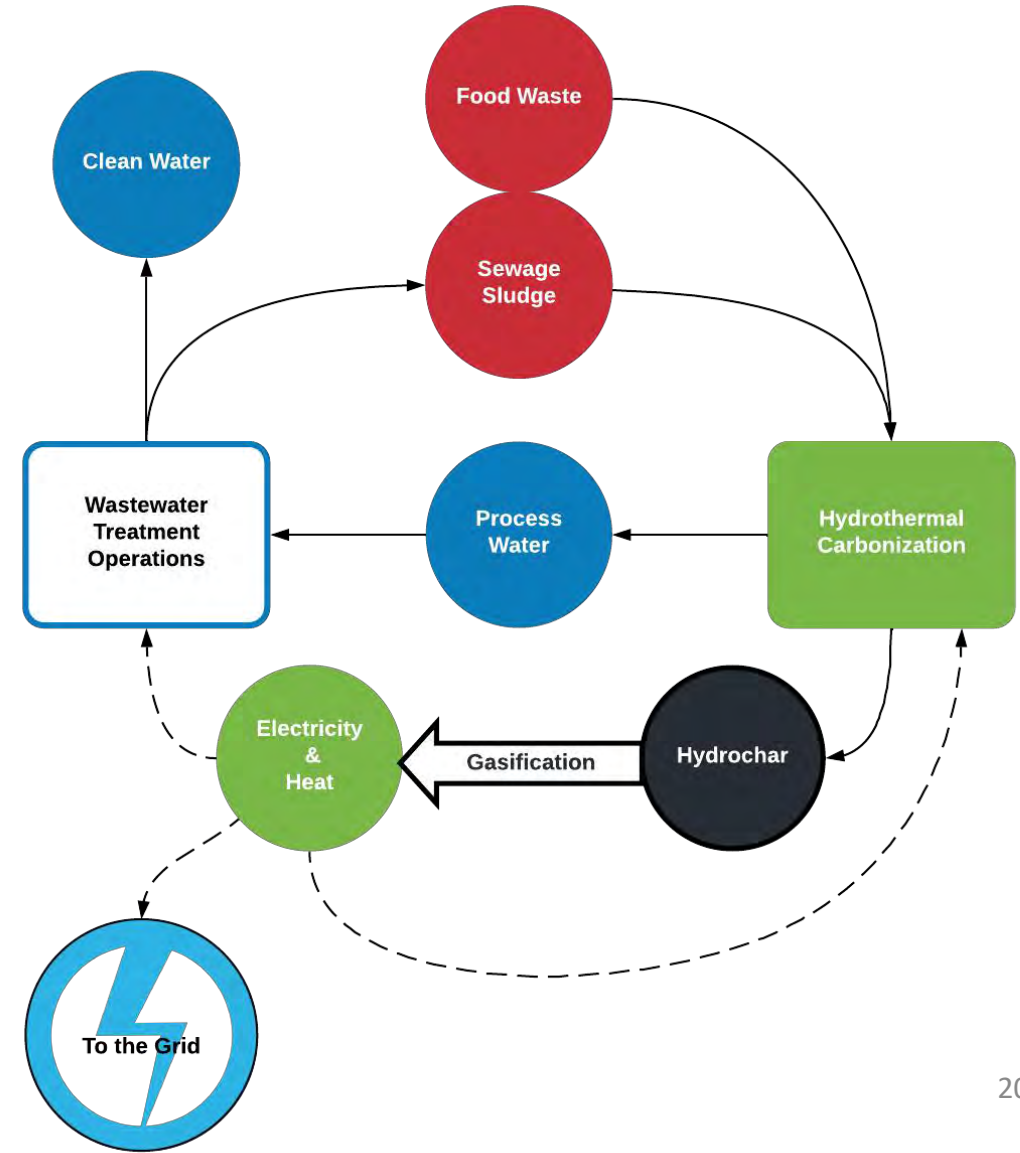 Food Waste
Clean Water
Sewage
Sludge
Wastewater
Treatment
Operations
Process
Water
Hydrothermal
Carbonization
Electricity
&
Heat
Gasification
Hydrochar
To the Grid
20